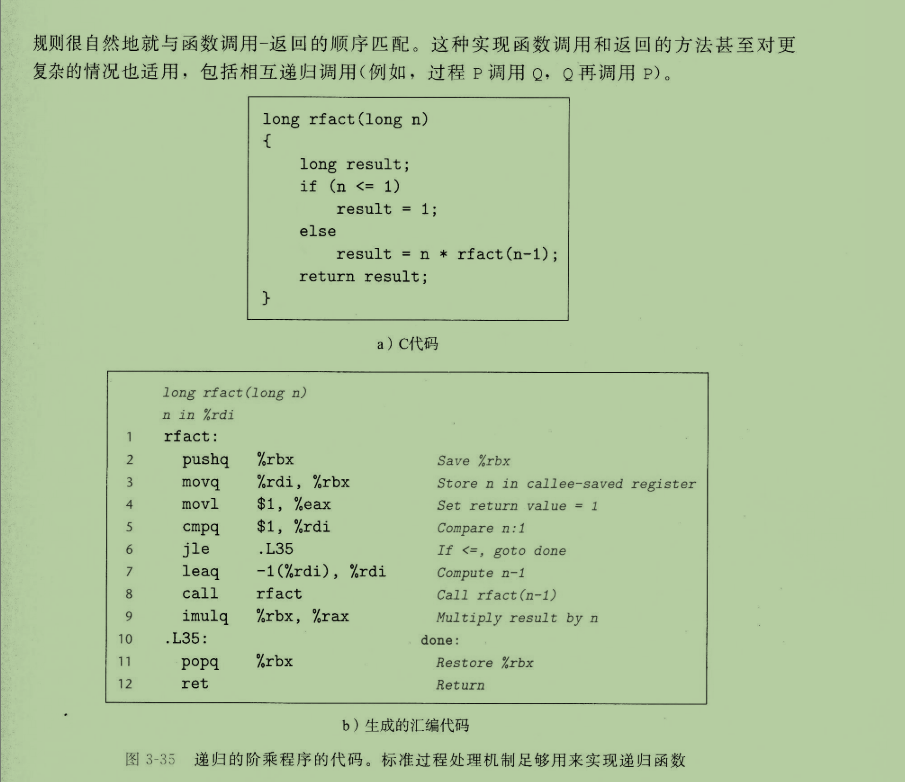 规则很自然地就与函数调用-返回的顺序匹配。这种实现函数调用和返回的方法甚至对更
复杂的情况也适用，包括相互递归调用(例如，过程 P 调用 Q，Q 再调用 P)。
long rfact(long n)
{
    long result;
    if (n <= 1)
        result = 1;
    else
        result = n * rfact(n-1);
    return result;
}
a）C代码
long rfact(long n)
n in %rdi
1 rfact:
2 pushq %rbx Save %rbx
3 movq %rdi, %rbx Store n in callee-saved register
4 movl $1, %eax Set return value = 1
5 cmpq $1, %rdi Compare n:1
6 jle .L35 If <=, goto done
7 leaq -1(%rdi), %rdi Compute n-1
8 call rfact Call rfact(n-1)
9 imulq %rbx, %rax Multiply result by n
10 .L35: done:
11 popq %rbx Restore %rbx
12 ret Return
b）生成的汇编代码
图 3-35 递归的阶乘程序的代码。标准过程处理机制足够用来实现递归函数